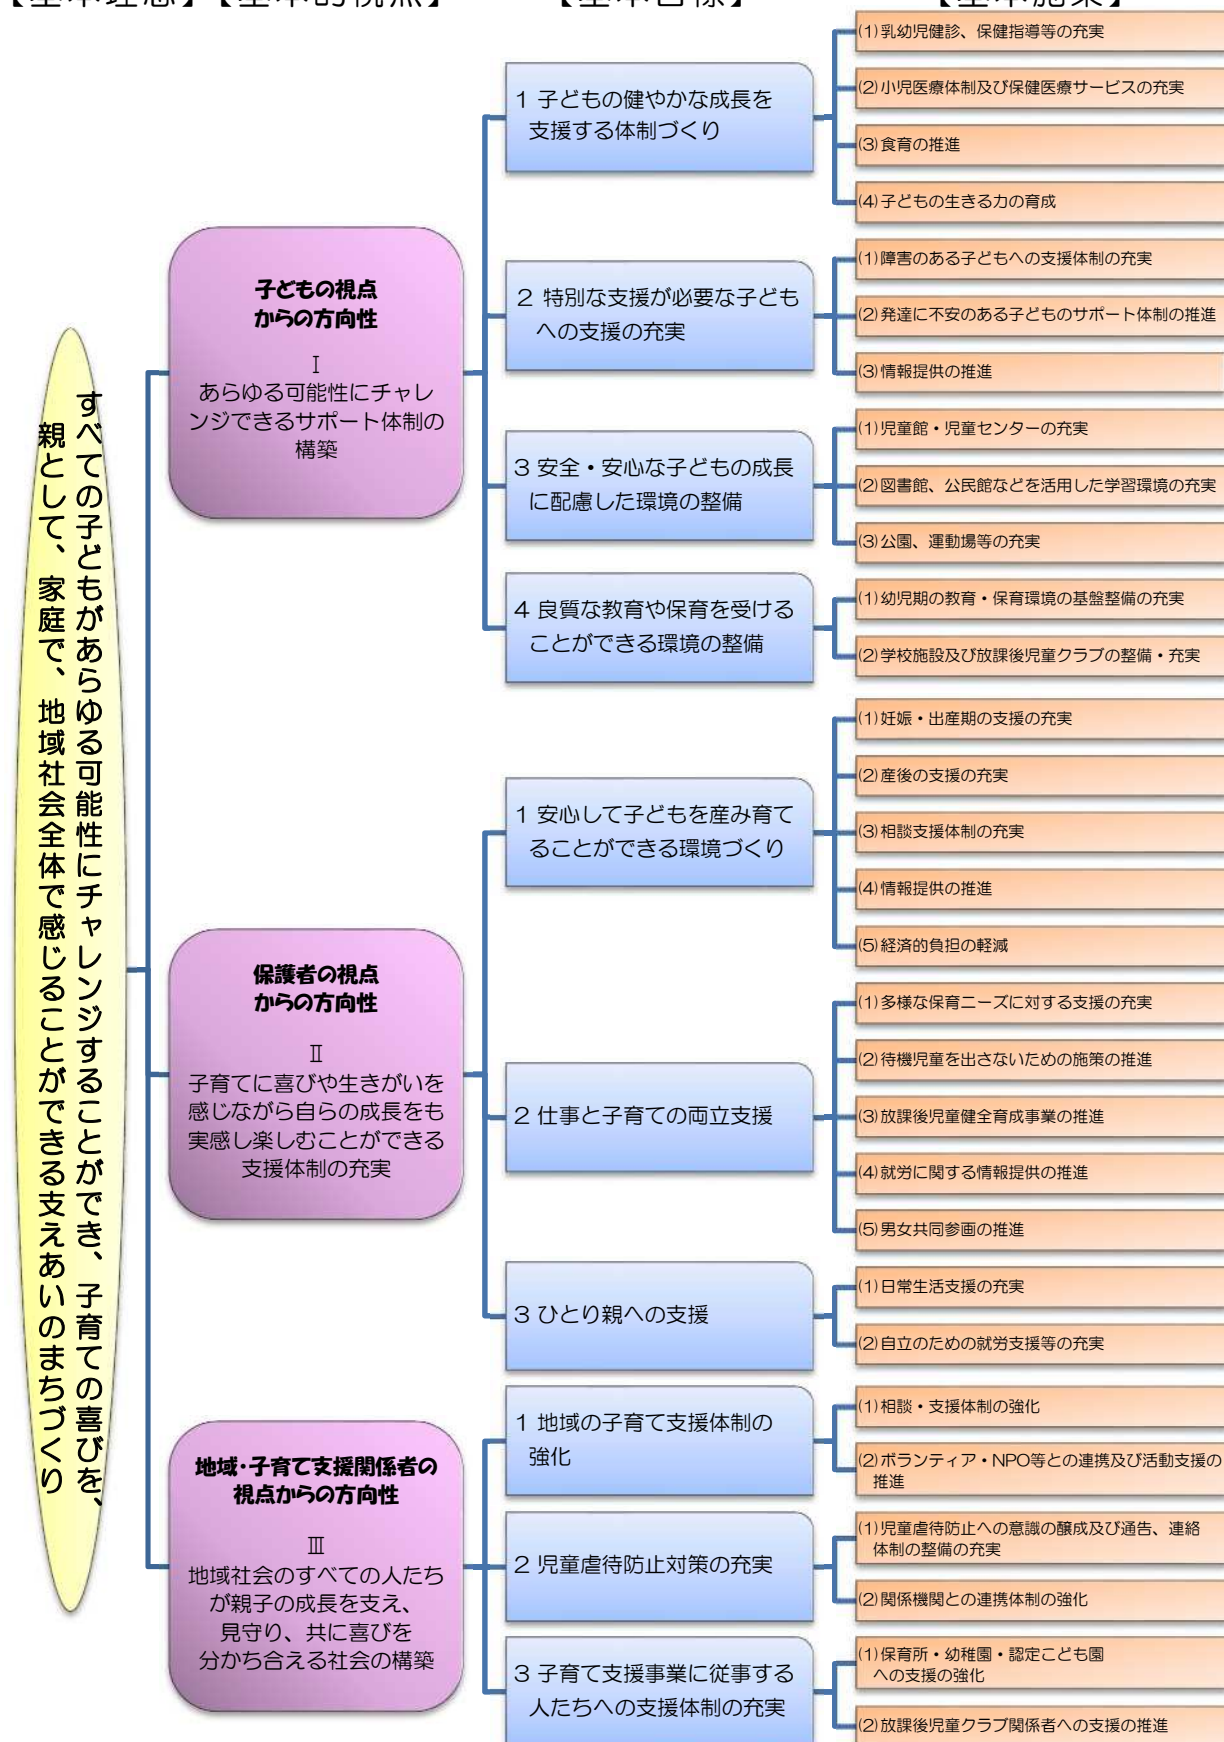 【基本理念】【基本的視点】【基本目標】【基本施策】
すべての子どもがあらゆる可能性にチャレンジすることができ、子育ての喜びを、
親として、家庭で、地域社会全体で感じることができる支えあいのまちづくり
子どもの視点
からの方向性
Ⅰ
あらゆる可能性にチャレ
ンジできるサポート体制の
構築
1 子どもの健やかな成長を
支援する体制づくり
(1)乳幼児健診、保健指導等の充実
(2)小児医療体制及び保健医療サービスの充実
(3)食育の推進
(4)子どもの生きる力の育成
2 特別な支援が必要な子ども
への支援の充実
(1)障害のある子どもへの支援体制の充実
(2)発達に不安のある子どものサポート体制の推進
(3)情報提供の推進
3 安全・安心な子どもの成長
に配慮した環境の整備
(1)児童館・児童センターの充実
(2)図書館、公民館などを活用した学習環境の充実
(3)公園、運動場等の充実
4 良質な教育や保育を受ける
ことができる環境の整備
(1)幼児期の教育・保育環境の基盤整備の充実
(2)学校施設及び放課後児童クラブの整備・充実
保護者の視点
からの方向性
Ⅱ
子育てに喜びや生きがいを
感じながら自らの成長をも
実感し楽しむことができる
支援体制の充実
1 安心して子どもを産み育て
ることができる環境づくり
(1)妊娠・出産期の支援の充実
(2)産後の支援の充実
(3)相談支援体制の充実
(4)情報提供の推進
(5)経済的負担の軽減
2 仕事と子育ての両立支援
(1)多様な保育ニーズに対する支援の充実
(2)待機児童を出さないための施策の推進
(3)放課後児童健全育成事業の推進
(4)就労に関する情報提供の推進
(5)男女共同参画の推進
3 ひとり親への支援
(1)日常生活支援の充実
(2)自立のための就労支援等の充実
地域・子育て支援関係者の
視点からの方向性
Ⅲ
地域社会のすべての人たち
が親子の成長を支え、
見守り、共に喜びを
分かち合える社会の構築
1 地域の子育て支援体制の
強化
(1)相談・支援体制の強化
(2)ボランティア・NPO等との連携及び活動支援の
推進
2 児童虐待防止対策の充実
(1)児童虐待防止への意識の醸成及び通告、連絡
体制の整備の充実
(2)関係機関との連携体制の強化
3 子育て支援事業に従事する
人たちへの支援体制の充実
(1)保育所・幼稚園・認定こども園
への支援の強化
(2)放課後児童クラブ関係者への支援の推進